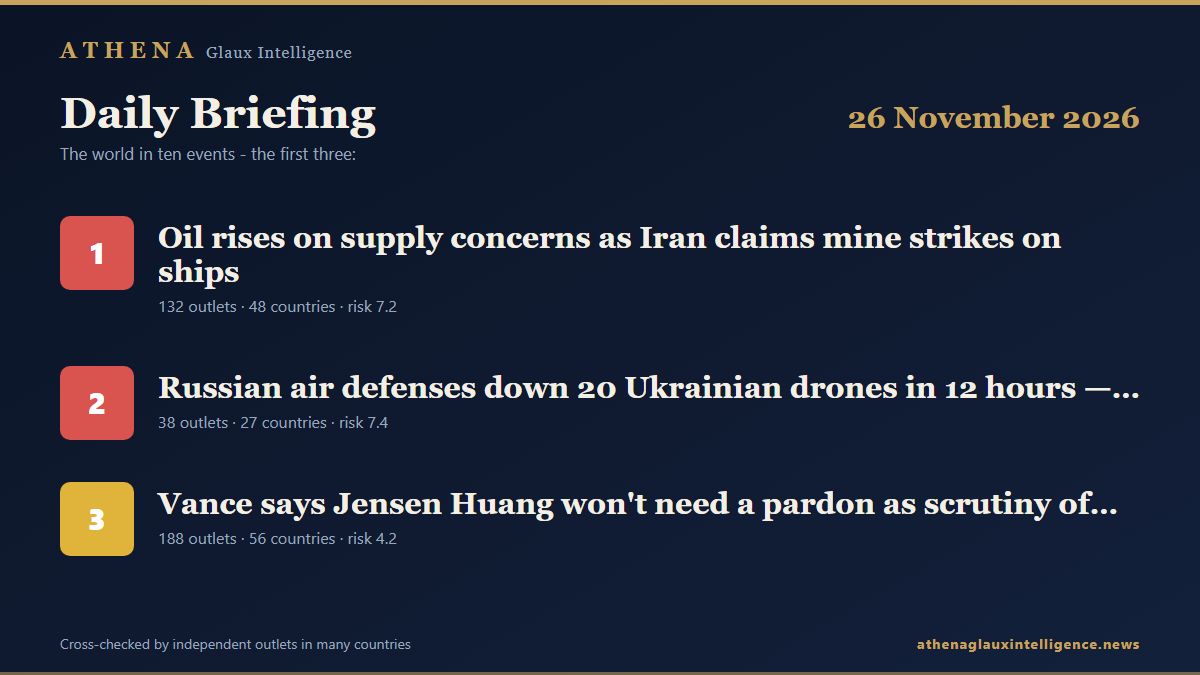 ATHENA Glaux Intelligence
Daily Briefing
26 November 2026
The world in ten events - the first three:
1
Oil rises on supply concerns as Iran claims mine strikes on
ships
132 outlets · 48 countries · risk 7.2
2
Russian air defenses down 20 Ukrainian drones in 12 hours —...
38 outlets · 27 countries · risk 7.4
3
Vance says Jensen Huang won't need a pardon as scrutiny of...
188 outlets · 56 countries · risk 4.2
Cross-checked by independent outlets in many countries
athenaglauxintelligence.news